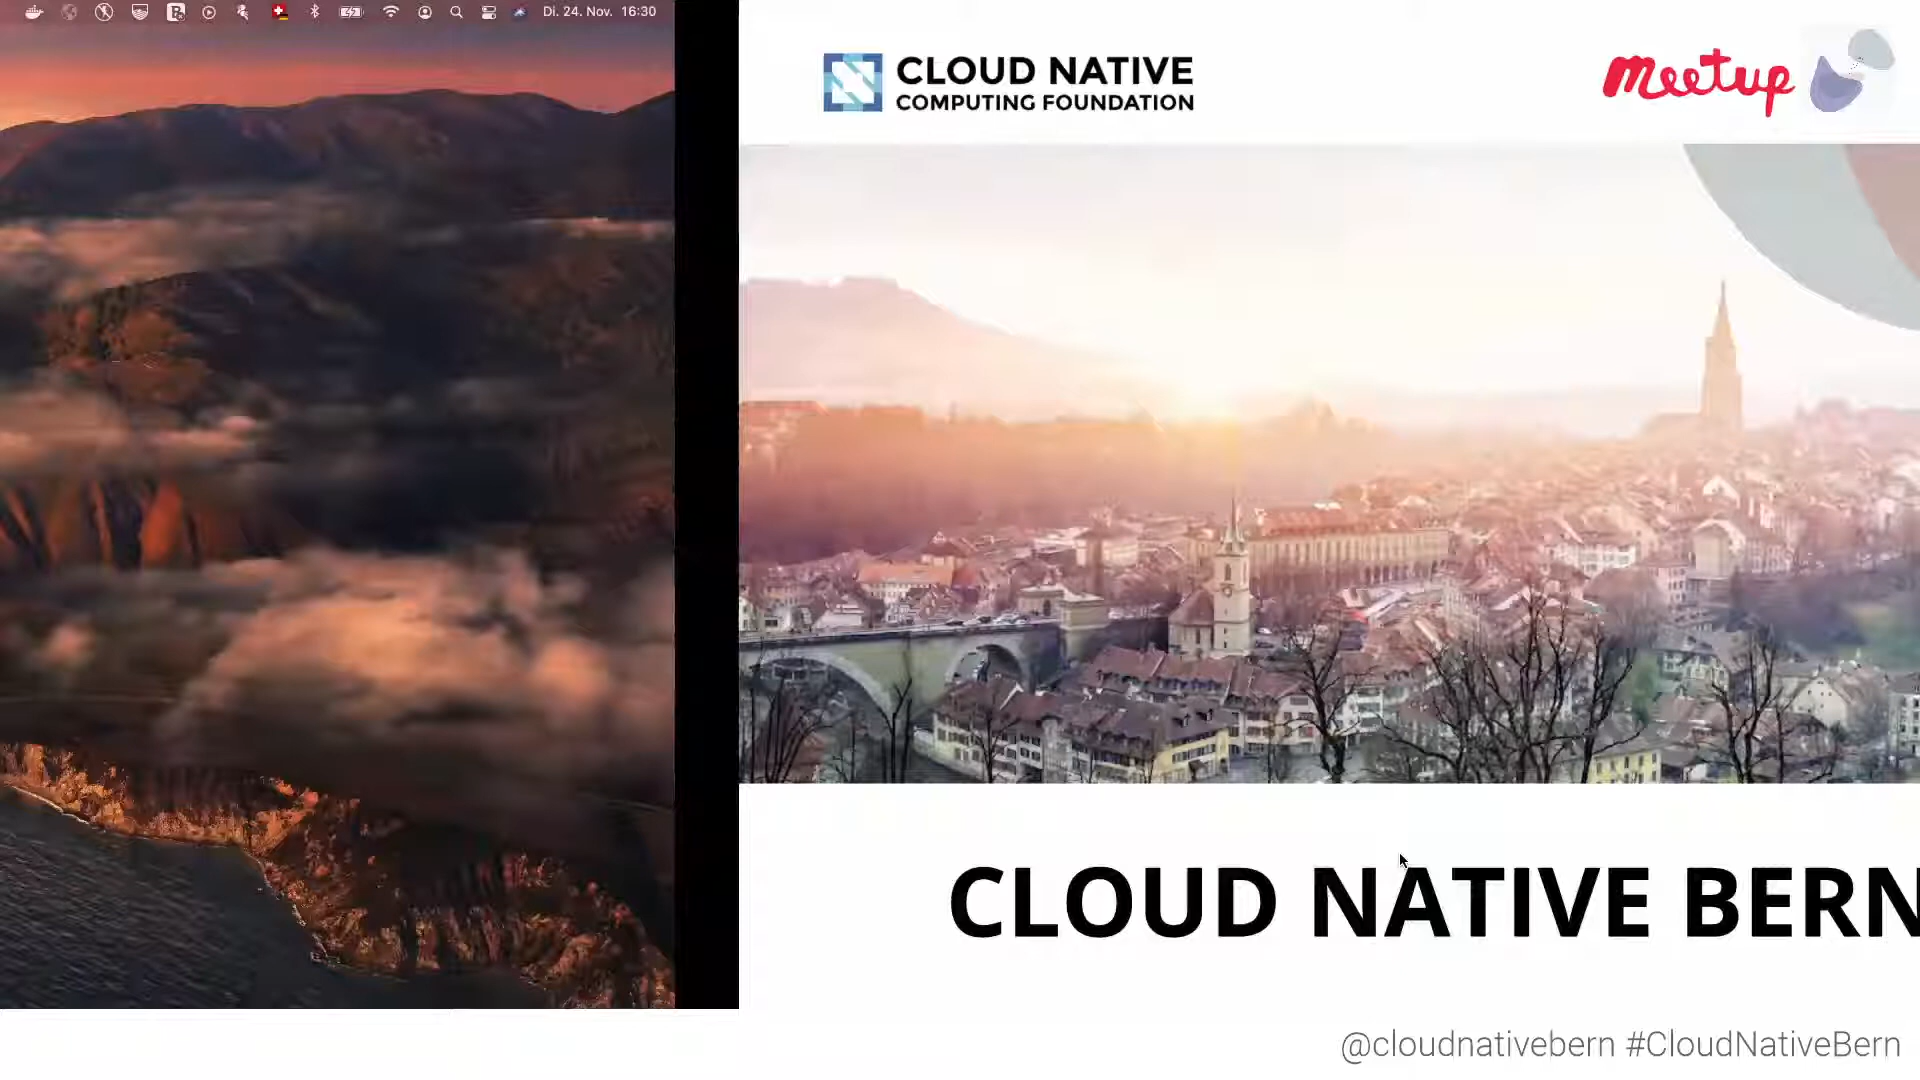 Di. 24. Nov. 16:30
CLOUD NATIVE
COMPUTING FOUNDATION
Meetup
CLOUD NATIVE BERN
@cloudnativebern #CloudNativeBern